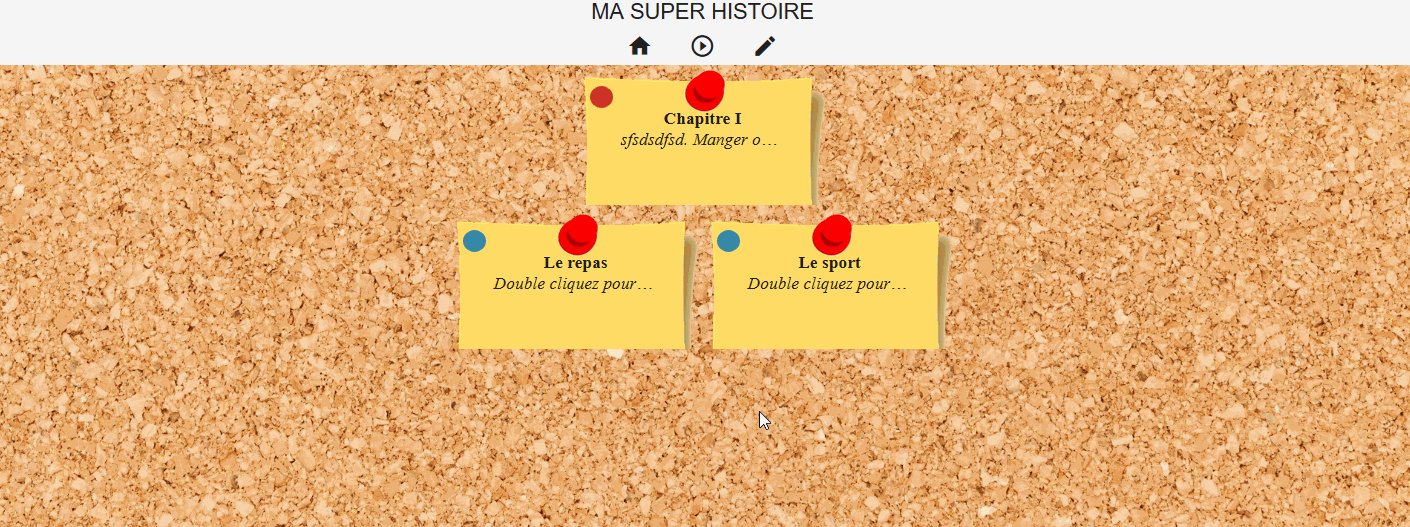 MA SUPER HISTOIRE
Chapitre I
sfsdsdfsd. Manger o…
Le repas
Double cliquez pour…
Le sport
Double cliquez pour…